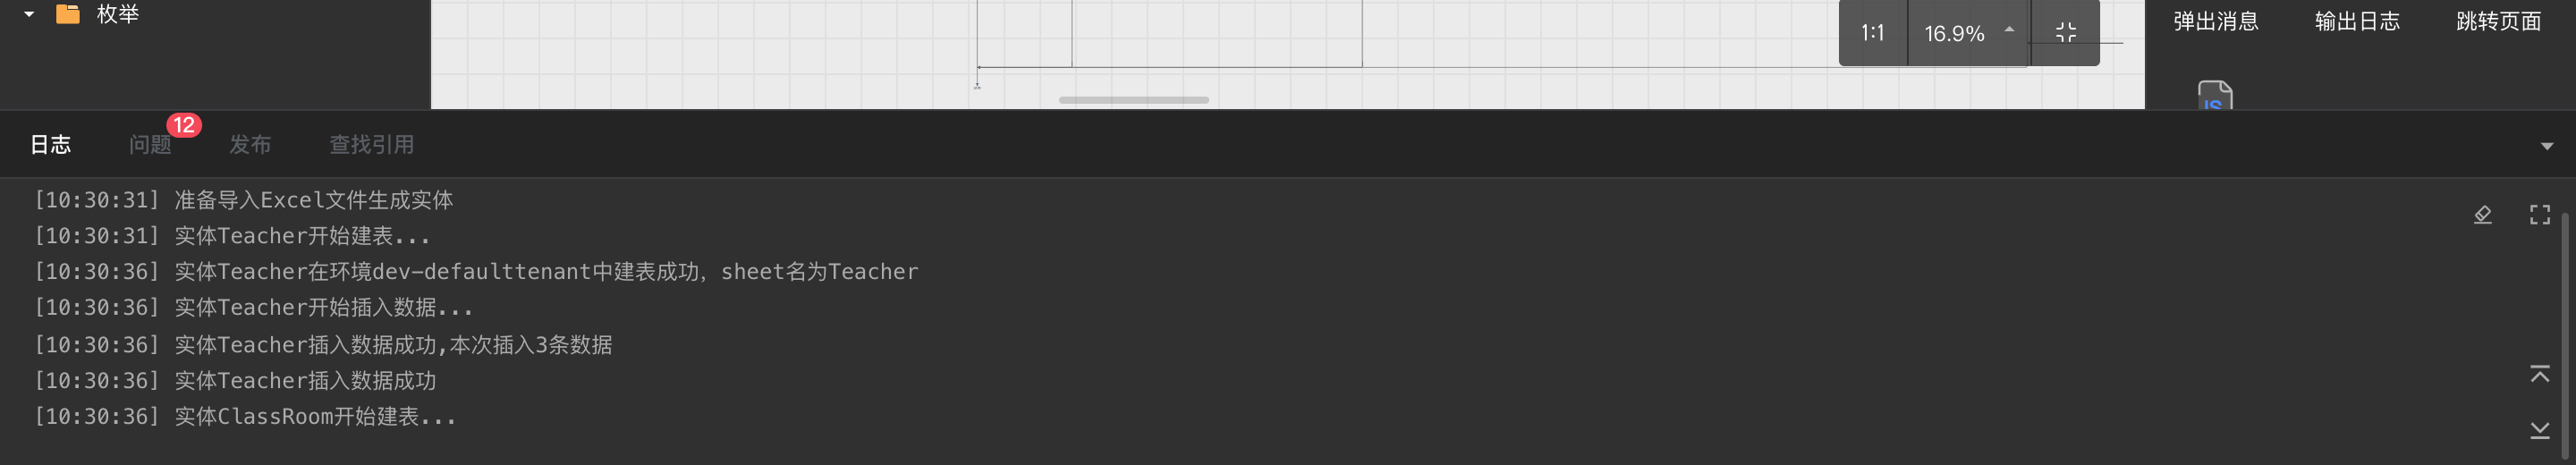 枚举
1:1
16.9%
弹出消息
输出日志
跳转页面
JS
日志
问题
12
发布
查找引用
[10:30:31] 准备导入Excel文件生成实体
[10:30:31] 实体Teacher开始建表...
[10:30:36] 实体Teacher在环境dev-defaulttenant中建表成功，sheet名为Teacher
[10:30:36] 实体Teacher开始插入数据...
[10:30:36] 实体Teacher插入数据成功,本次插入3条数据
[10:30:36] 实体Teacher插入数据成功
[10:30:36] 实体ClassRoom开始建表...